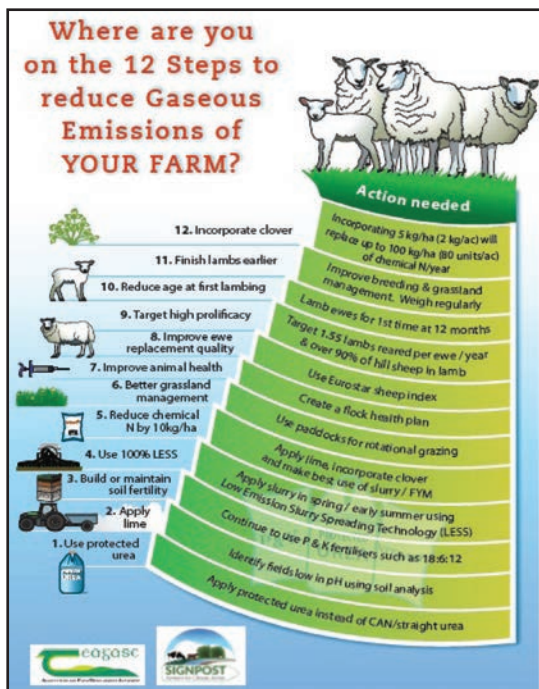 Where are you
on the 12 Steps to
reduce Gaseous
Emissions of
YOUR FARM?
Action needed
12. Incorporate clover
Incorporating 5 kg/ha (2 kg/ac) will
replace up to 100 kg/ha (80 units/ac)
of chemical N/year
11. Finish lambs earlier
Improve breeding & grassland
management. Weigh regularly
10. Reduce age at first lambing
Lamb ewes for 1st time at 12 months
9. Target high prolificacy
Target 1.55 lambs reared per ewe / year
& over 90% of hill sheep in lamb
8. Improve ewe
replacement quality
Use Eurostar sheep index
7. Improve animal health
Create a flock health plan
6. Better grassland
management
Use paddocks for rotational grazing
5. Reduce chemical
N by 10kg/ha
Apply lime, incorporate clover
and make best use of slurry / FYM
4. Use 100% LESS
Apply slurry in spring / early summer using
Low Emission Slurry Spreading Technology (LESS)
3. Build or maintain
soil fertility
Continue to use P & K fertilisers such as 18:6:12
2. Apply
lime
Identify fields low in pH using soil analysis
1. Use protected
urea
Apply protected urea instead of CAN/straight urea
teagasc
SIGNPOST